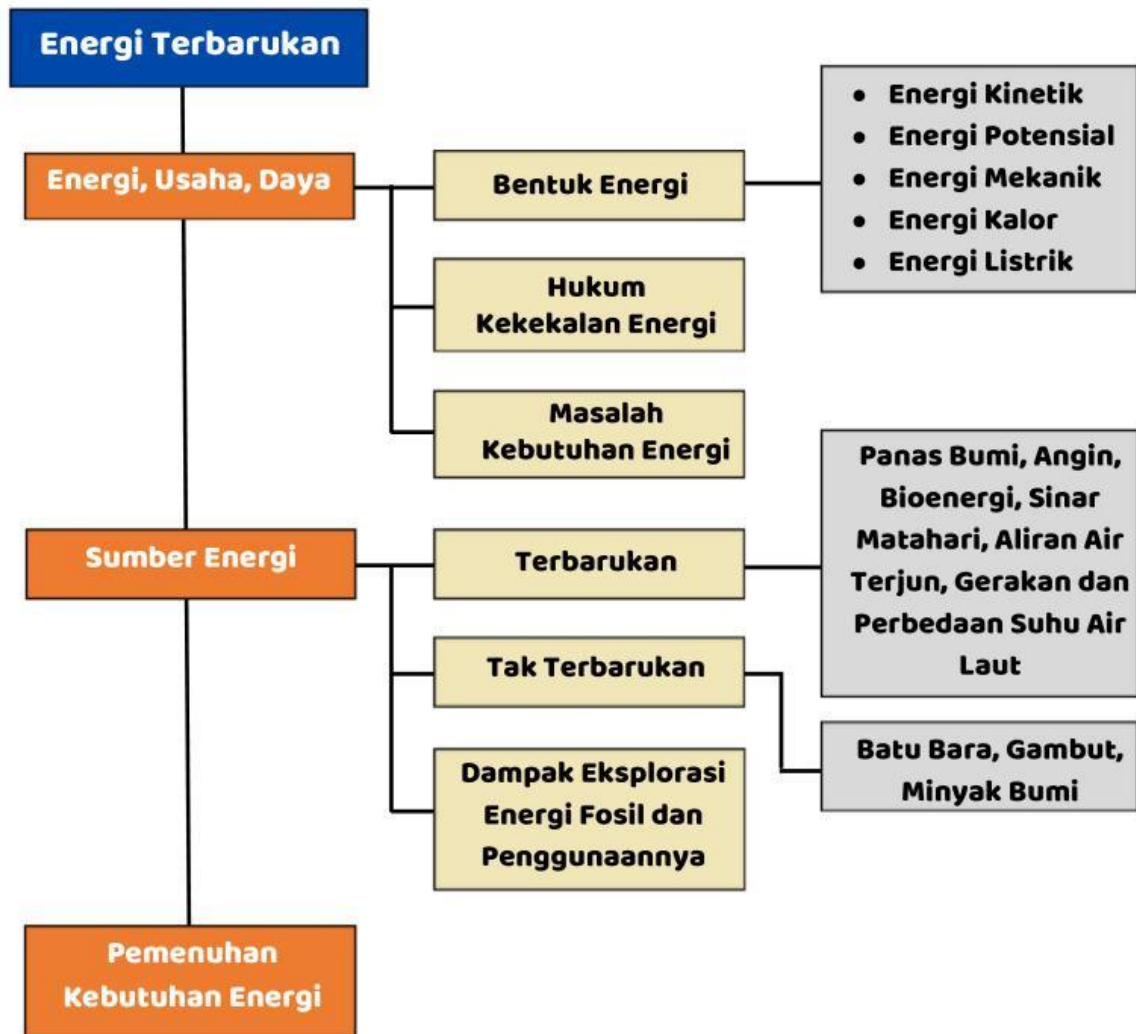 Energi Terbarukan
Energi, Usaha, Daya
Bentuk Energi
• Energi Kinetik
• Energi Potensial
• Energi Mekanik
• Energi Kalor
• Energi Listrik
Hukum
Kekekalan Energi
Masalah
Kebutuhan Energi
Sumber Energi
Terbarukan
Panas Bumi, Angin,
Bioenergi, Sinar
Matahari, Aliran Air
Terjun, Gerakan dan
Perbedaan Suhu Air
Laut
Tak Terbarukan
Batu Bara, Gambut,
Minyak Bumi
Dampak Eksplorasi
Energi Fosil dan
Penggunaannya
Pemenuhan
Kebutuhan Energi